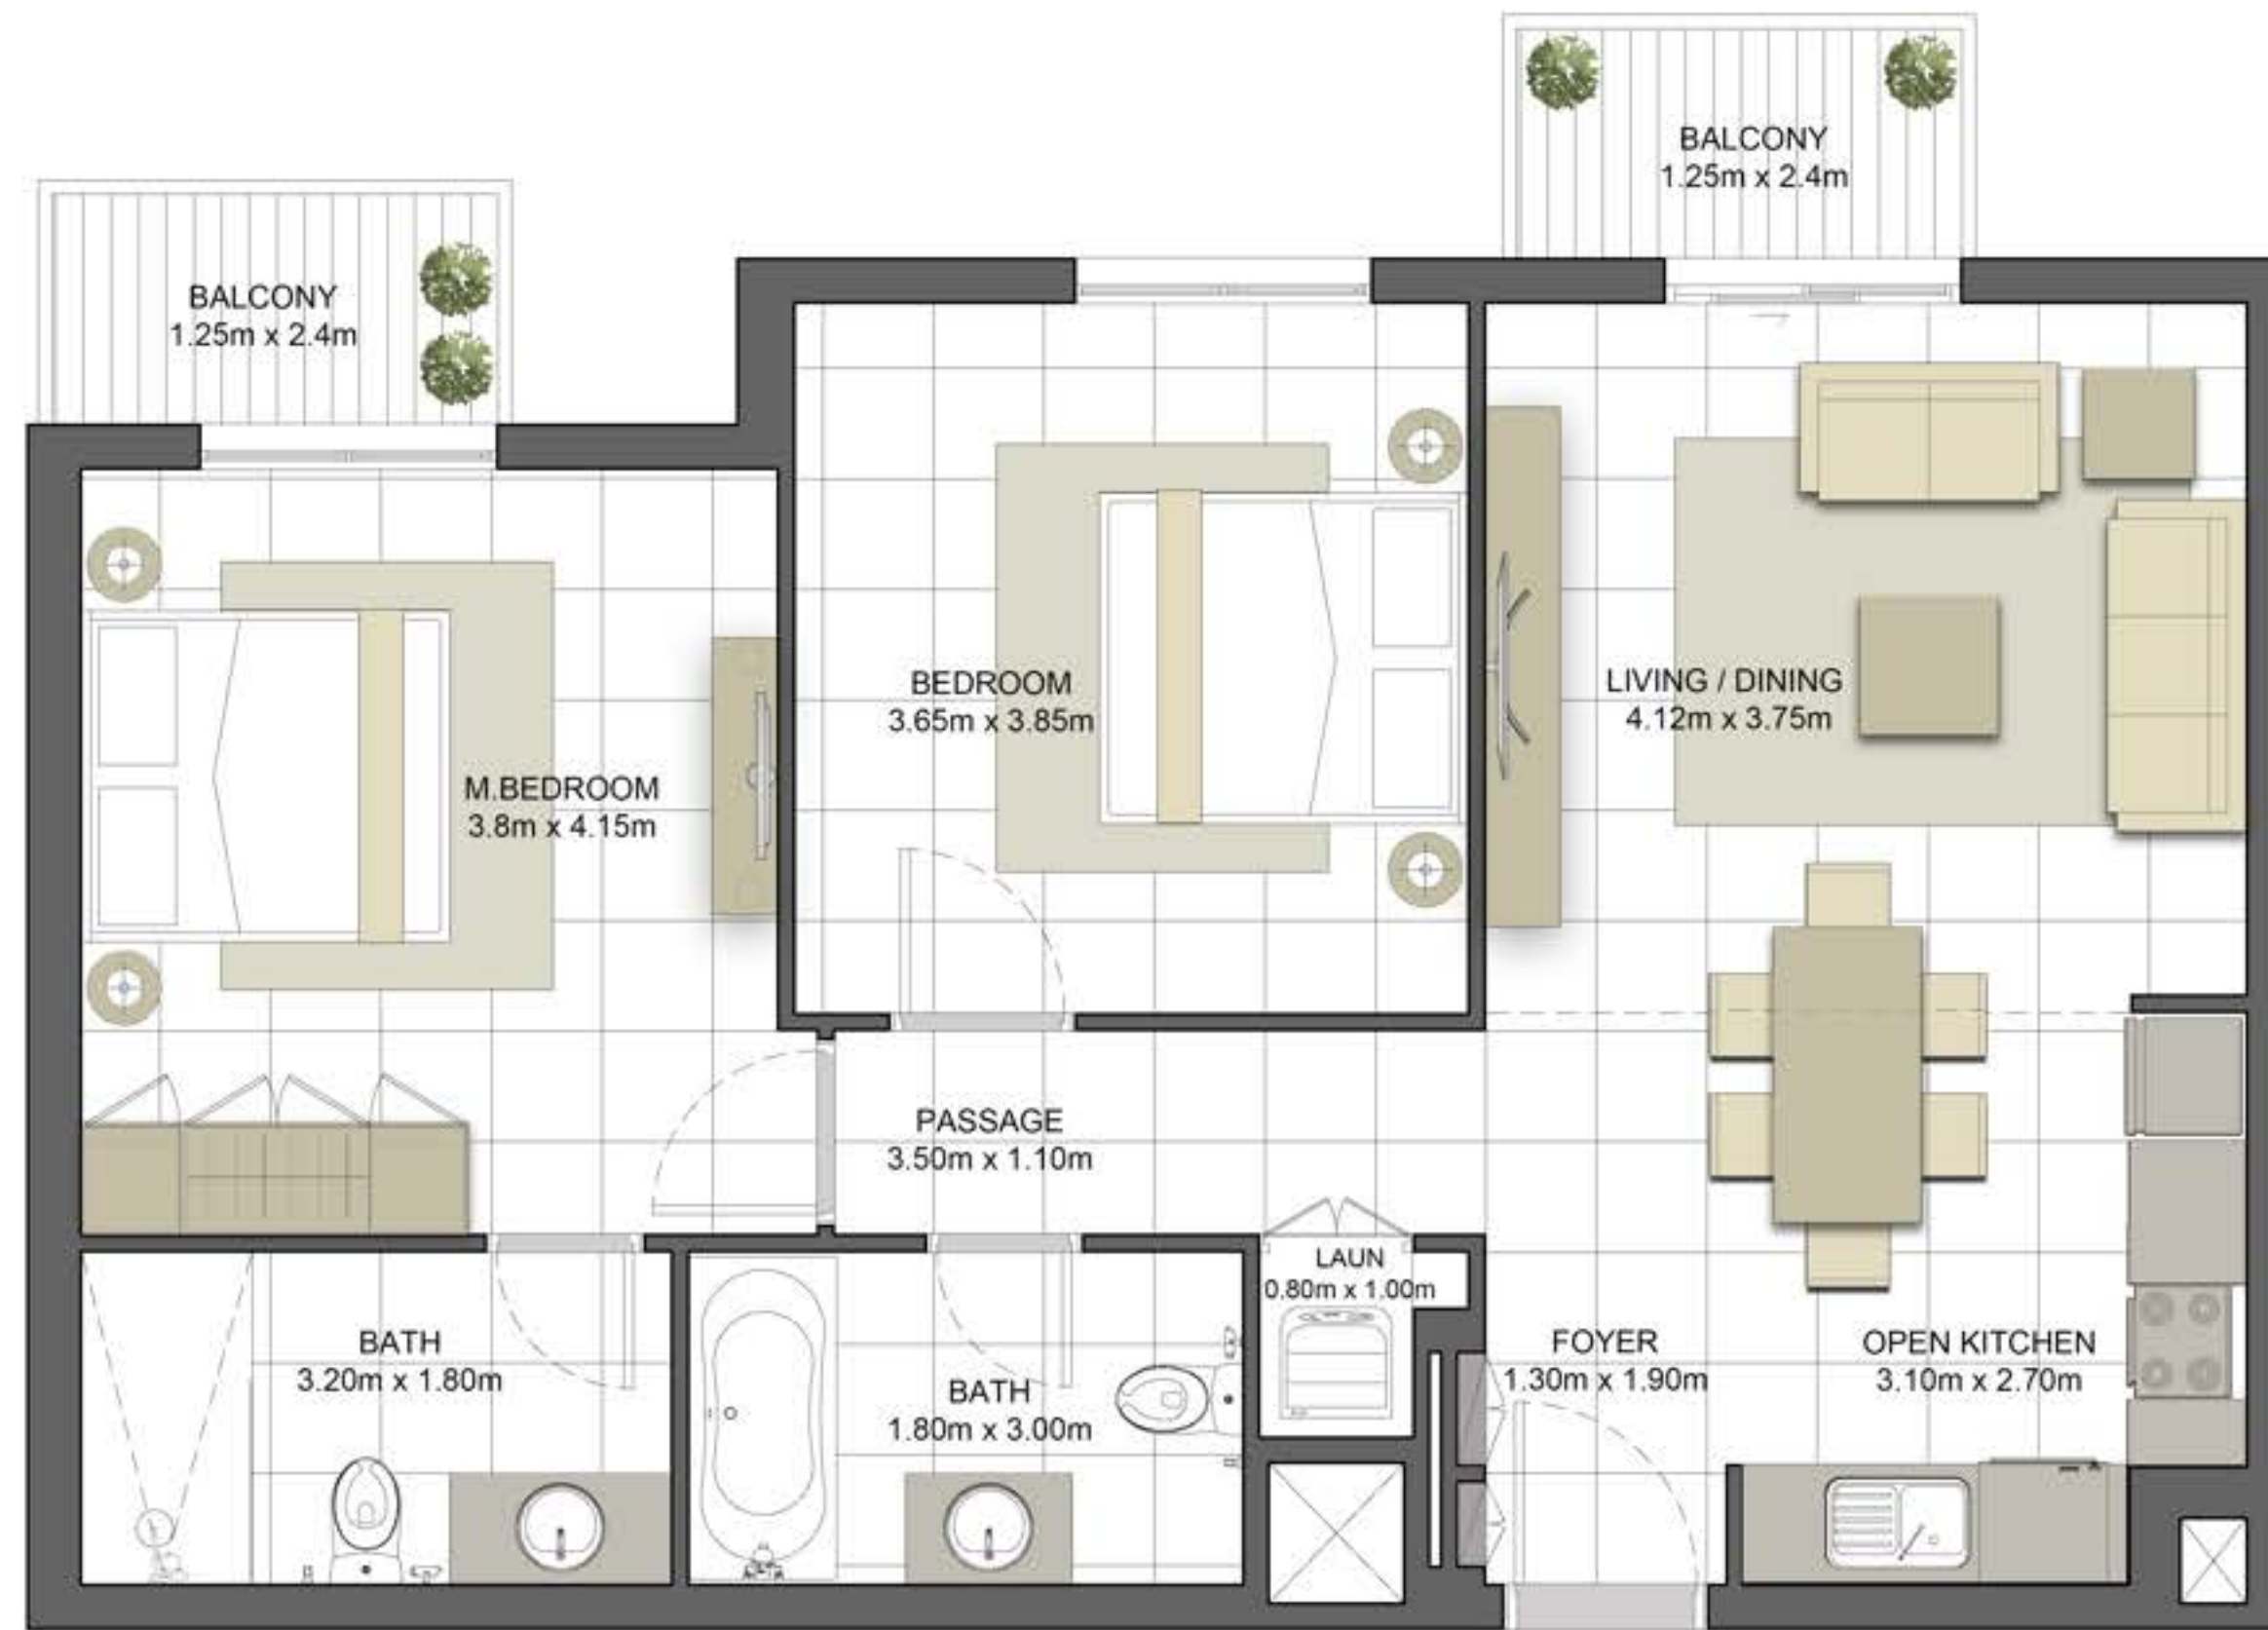 BALCONY
1.25m x 2.4m
BALCONY
1.25m x 2.4m
BEDROOM
3.65m x 3.85m
LIVING / DINING
4.12m x 3.75m
M.BEDROOM
3.8m x 4.15m
PASSAGE
3.50m x 1.10m
LAUN
0.80m x 1.00m
BATH
3.20m x 1.80m
BATH
1.80m x 3.00m
FOYER
1.30m x 1.90m
OPEN KITCHEN
3.10m x 2.70m